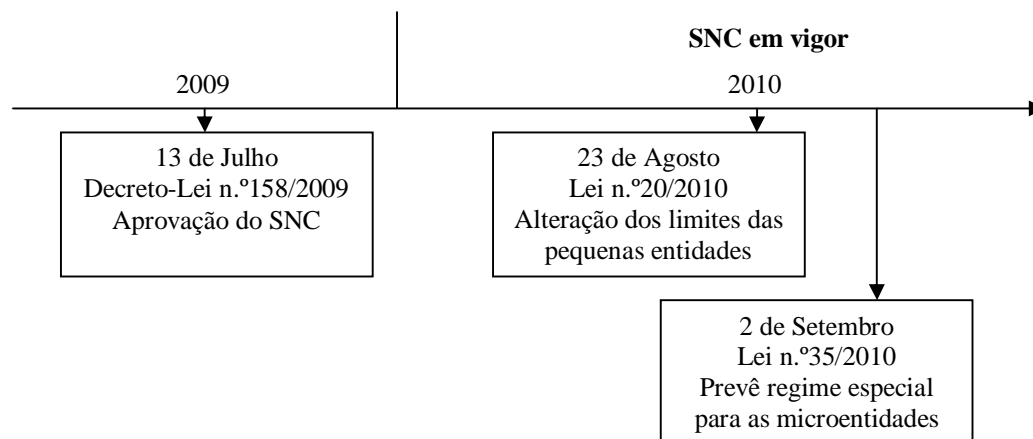 SNC em vigor
2009
2010
13 de Julho
Decreto-Lei n.º158/2009
Aprovação do SNC
23 de Agosto
Lei n.º20/2010
Alteração dos limites das
pequenas entidades
2 de Setembro
Lei n.º35/2010
Prevê regime especial
para as microentidades